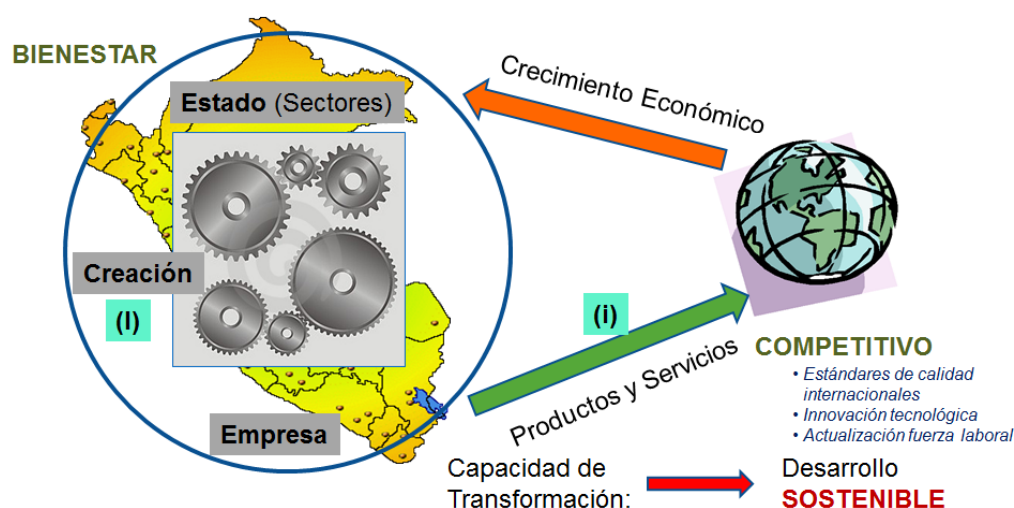 BIENESTAR
Estado (Sectores)
Crecimiento Económico
Creación
(I)
(i)
Productos y Servicios
Empresa
COMPETITIVO
• Estándares de calidad
internacionales
• Innovación tecnológica
• Actualización fuerza laboral
Capacidad de
Transformación:
Desarrollo
SOSTENIBLE